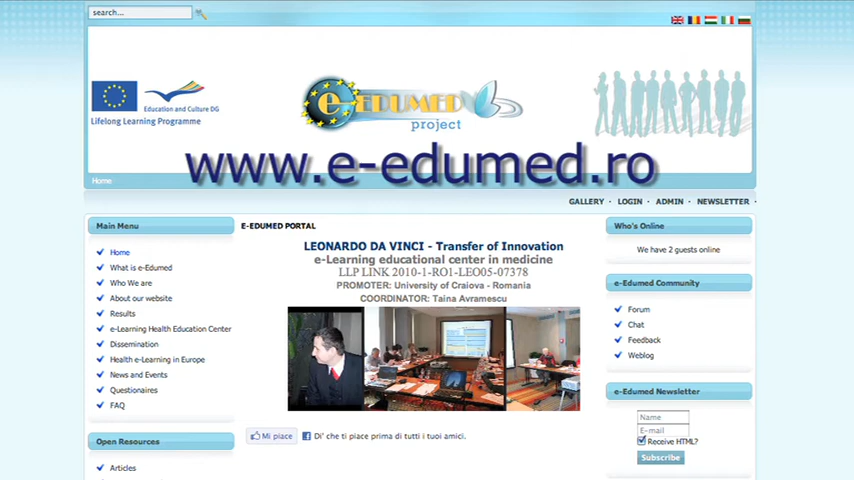 search...
Education and Culture DG
Lifelong Learning Programme
e-EDUMED
project
www.e-edumed.ro
Home
GALLERY · LOGIN · ADMIN · NEWSLETTER ·
Main Menu
Home
What is e-Edumed
Who We are
About our website
Results
e-Learning Health Education Center
Dissemination
Health e-Learning in Europe
News and Events
Questionaires
FAQ
Open Resources
Articles
E-EDUMED PORTAL
LEONARDO DA VINCI - Transfer of Innovation
e-Learning educational center in medicine
LLP LINK 2010-1-RO1-LEO05-07378
PROMOTER: University of Craiova - Romania
COORDINATOR: Taina Avramescu
Mi piace
Di' che ti piace prima di tutti i tuoi amici.
Who's Online
We have 2 guests online
e-Edumed Community
Forum
Chat
Feedback
Weblog
e-Edumed Newsletter
Name
E-mail
Receive HTML?
Subscribe